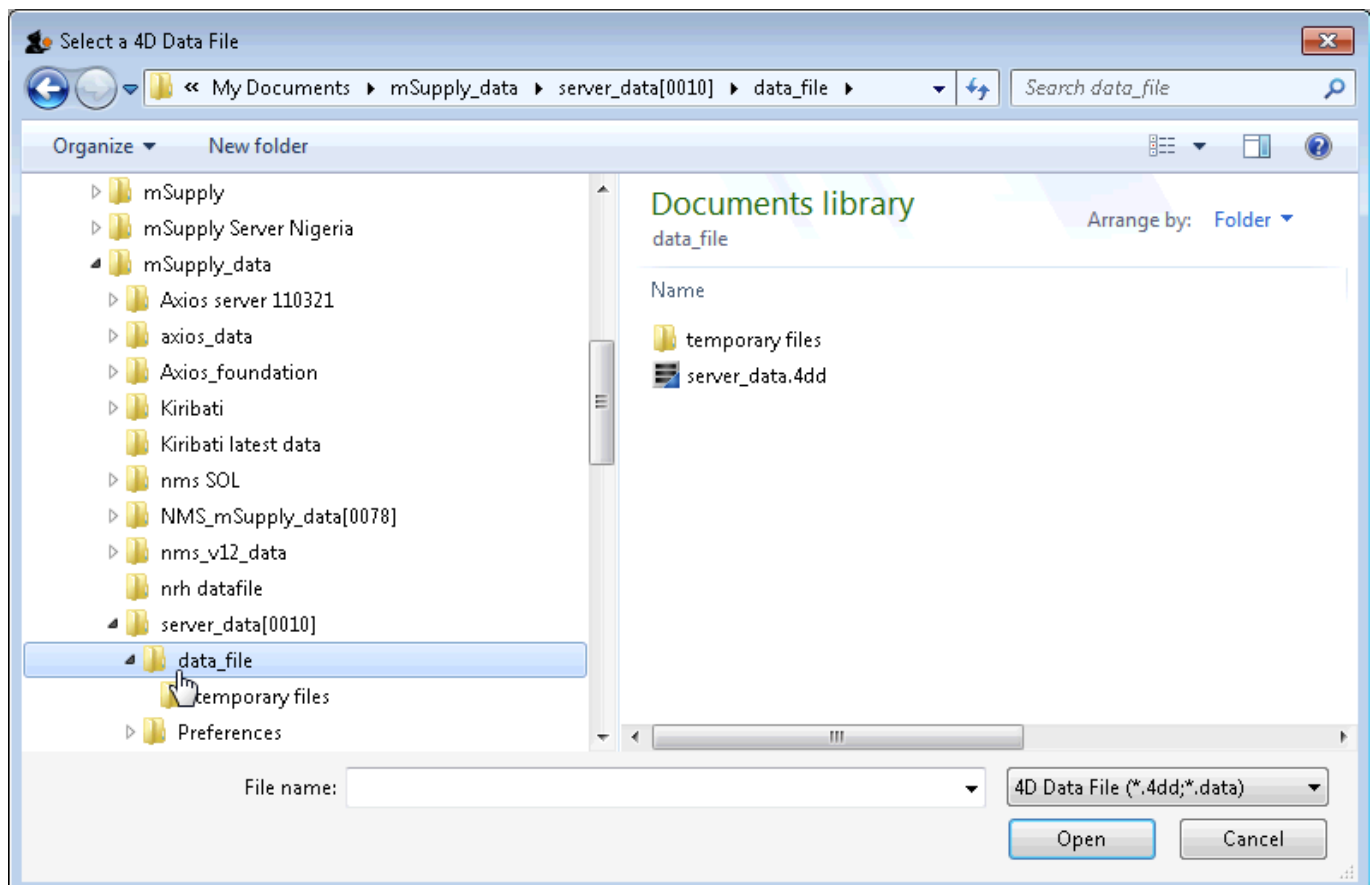 Select a 4D Data File
« My Documents mSupply_data server_data[0010] data_file
Search data_file
Organize New folder
mSupply
mSupply Server Nigeria
mSupply_data
Axios server 110321
axios_data
Axios_foundation
Kiribati
Kiribati latest data
nms SOL
NMS_mSupply_data[0078]
nms_v12_data
nrh datafile
server_data[0010]
data_file
temporary files
Preferences
Documents library
data_file
Arrange by: Folder
Name
temporary files
server_data.4dd
File name:
4D Data File (*.4dd;*.data)
Open Cancel